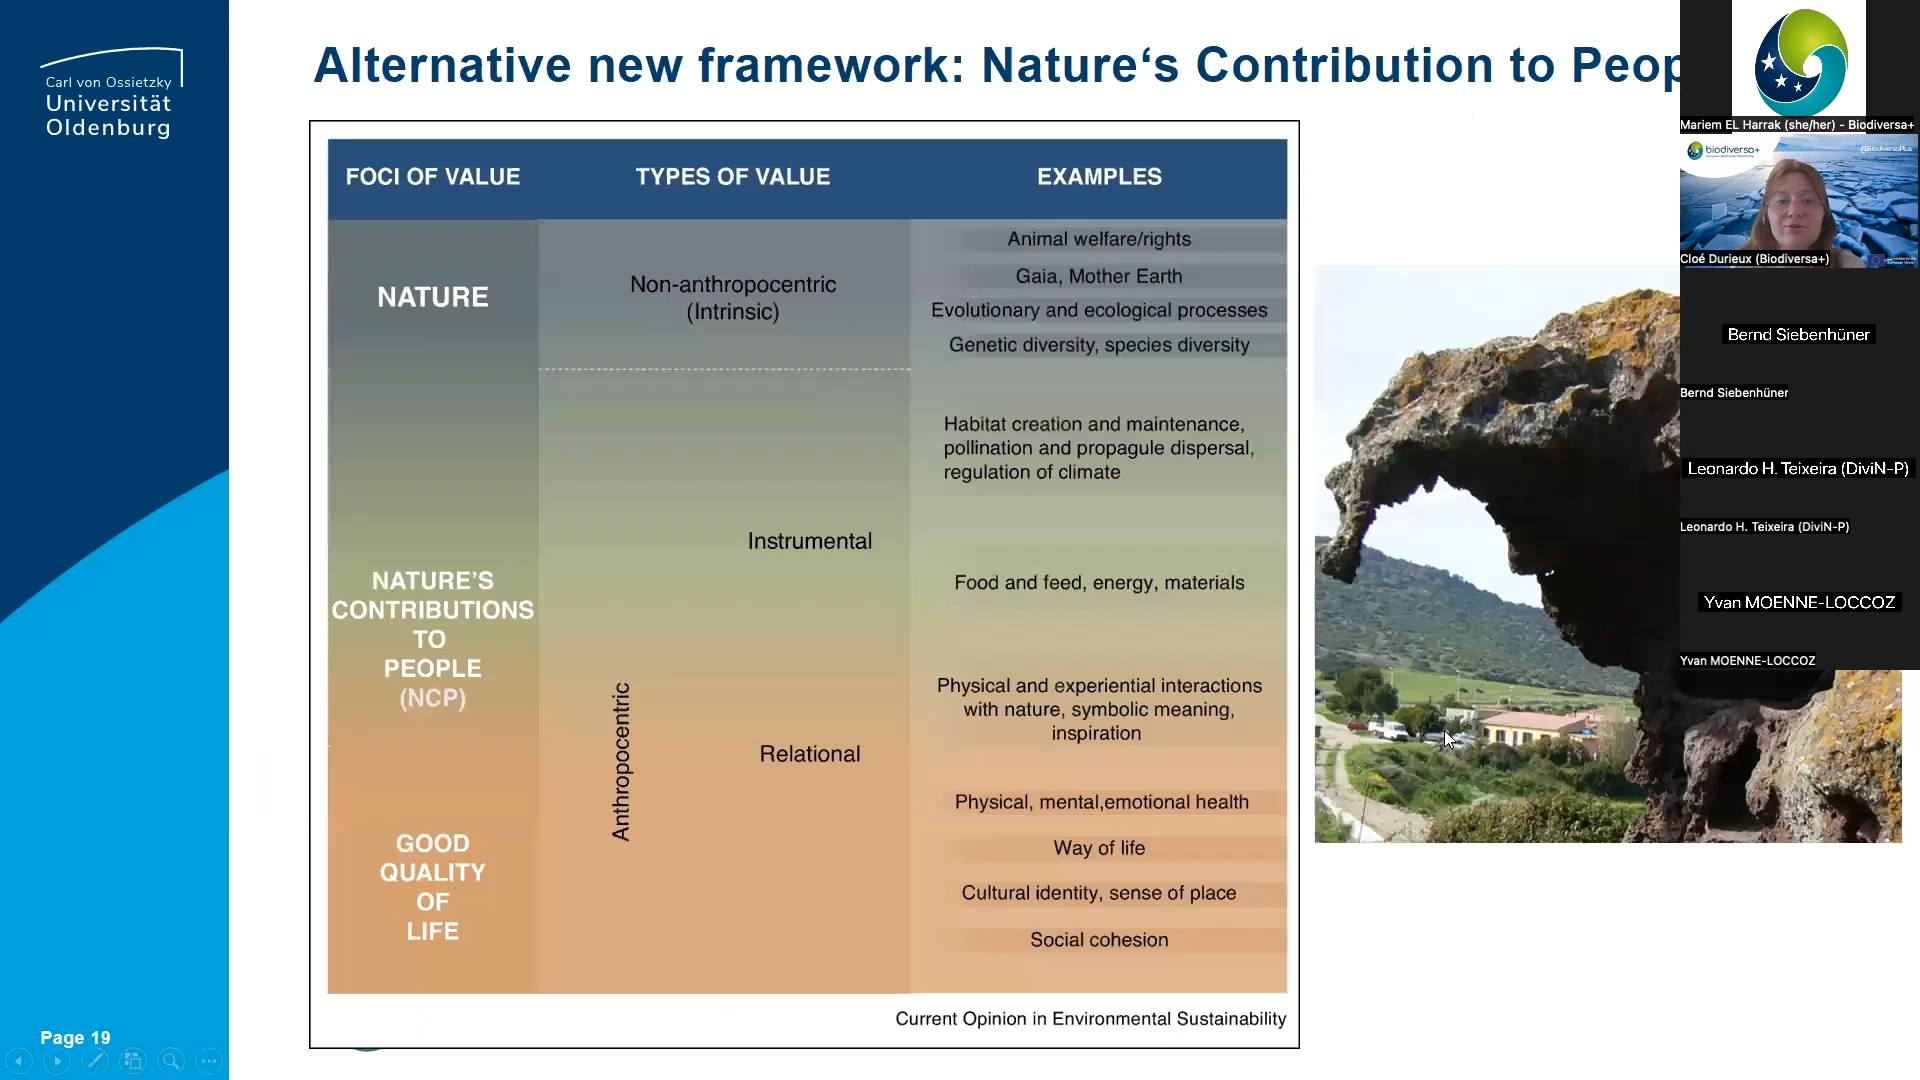 Carl von Ossietzky
Universität
Oldenburg
Alternative new framework: Nature‘s Contribution to Peop
FOCI OF VALUE
TYPES OF VALUE
EXAMPLES
NATURE
Non-anthropocentric
(Intrinsic)
Animal welfare/rights
Gaia, Mother Earth
Evolutionary and ecological processes
Genetic diversity, species diversity
NATURE’S
CONTRIBUTIONS
TO
PEOPLE
(NCP)
Anthropocentric
Instrumental
Habitat creation and maintenance,
pollination and propagule dispersal,
regulation of climate
Food and feed, energy, materials
Relational
Physical and experiential interactions
with nature, symbolic meaning,
inspiration
GOOD
QUALITY
OF
LIFE
Physical, mental,emotional health
Way of life
Cultural identity, sense of place
Social cohesion
Current Opinion in Environmental Sustainability
Page 19
Mariem EL Harrak (she/her) - Biodiversa+
biodiversa+
@BiodiversaPlus
Cloé Durieux (Biodiversa+)
Bernd Siebenhüner
Bernd Siebenhüner
Leonardo H. Teixeira (DiviN-P)
Leonardo H. Teixeira (DiviN-P)
Yvan MOENNE-LOCCOZ
Yvan MOENNE-LOCCOZ